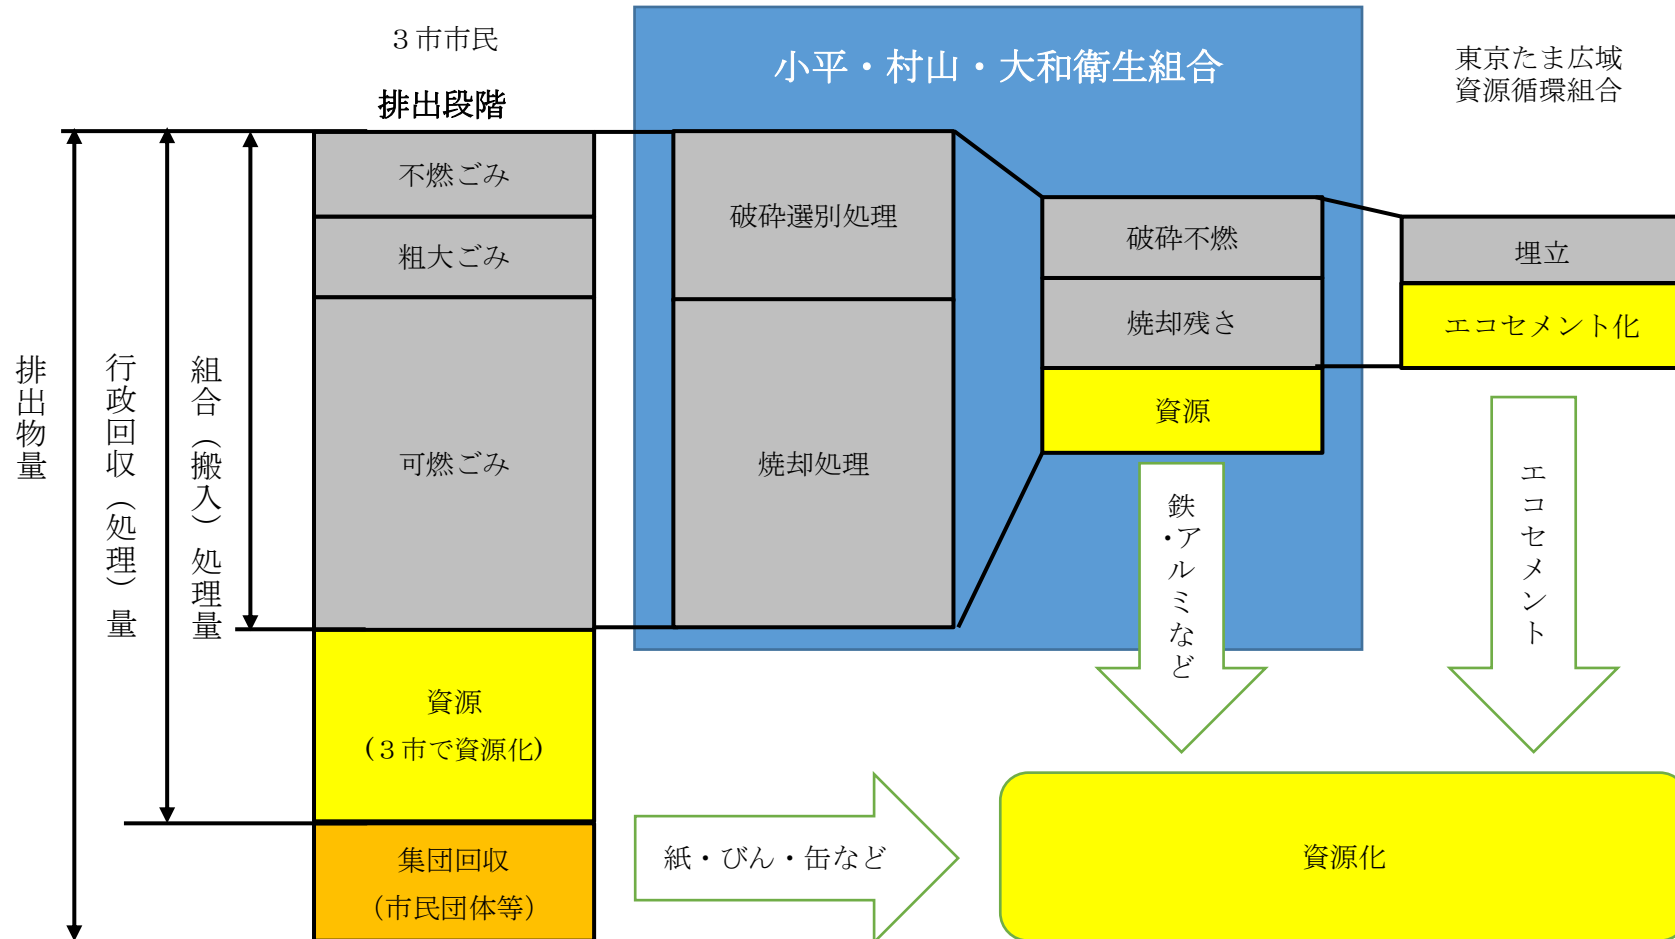 ３市市民
排出段階
小平・村山・大和衛生組合
東京たま広域
資源循環組合
排出物量
行政回収（処理）量
組合（搬入）処理量
不燃ごみ
粗大ごみ
可燃ごみ
資源
(３市で資源化)
集団回収
（市民団体等）
破砕選別処理
焼却処理
破砕不燃
焼却残さ
資源
埋立
エコセメント化
鉄・アルミなど
エコセメント
紙・びん・缶など
資源化